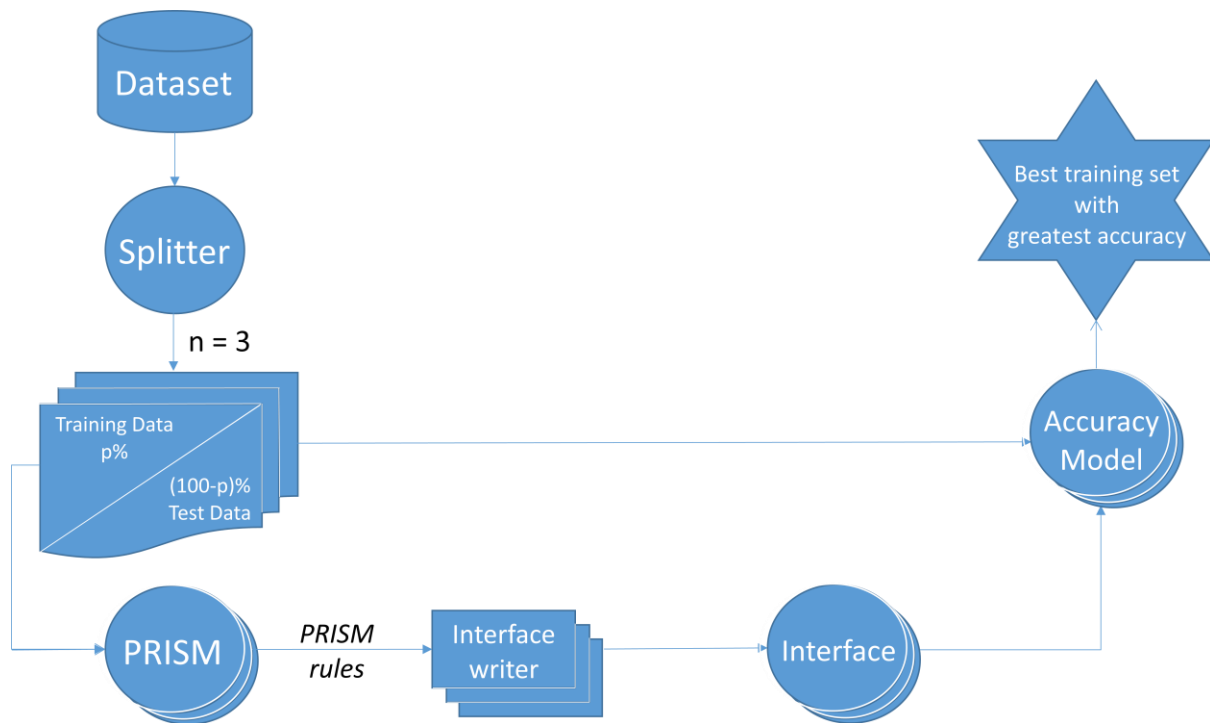 Dataset
Splitter
n = 3
Training Data
p%
(100-p)%
Test Data
PRISM
PRISM
rules
Interface
writer
Interface
Accuracy
Model
Best training set
with
greatest accuracy